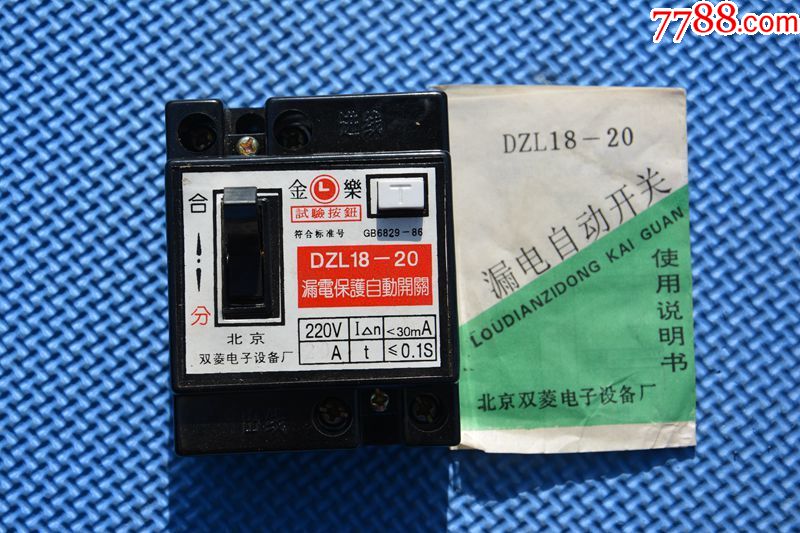 7788.com
进线
合
分
金 樂
T
試驗按鈕
符合标准号 GB6829-86
DZL18-20
漏電保護自動開關
220V I△n <30mA
A t ≤0.1S
北京
双菱电子设备厂
DZL18-20
漏电自动开关
LOUDIANZIDONG KAI GUAN
使用说明书
北京双菱电子设备厂